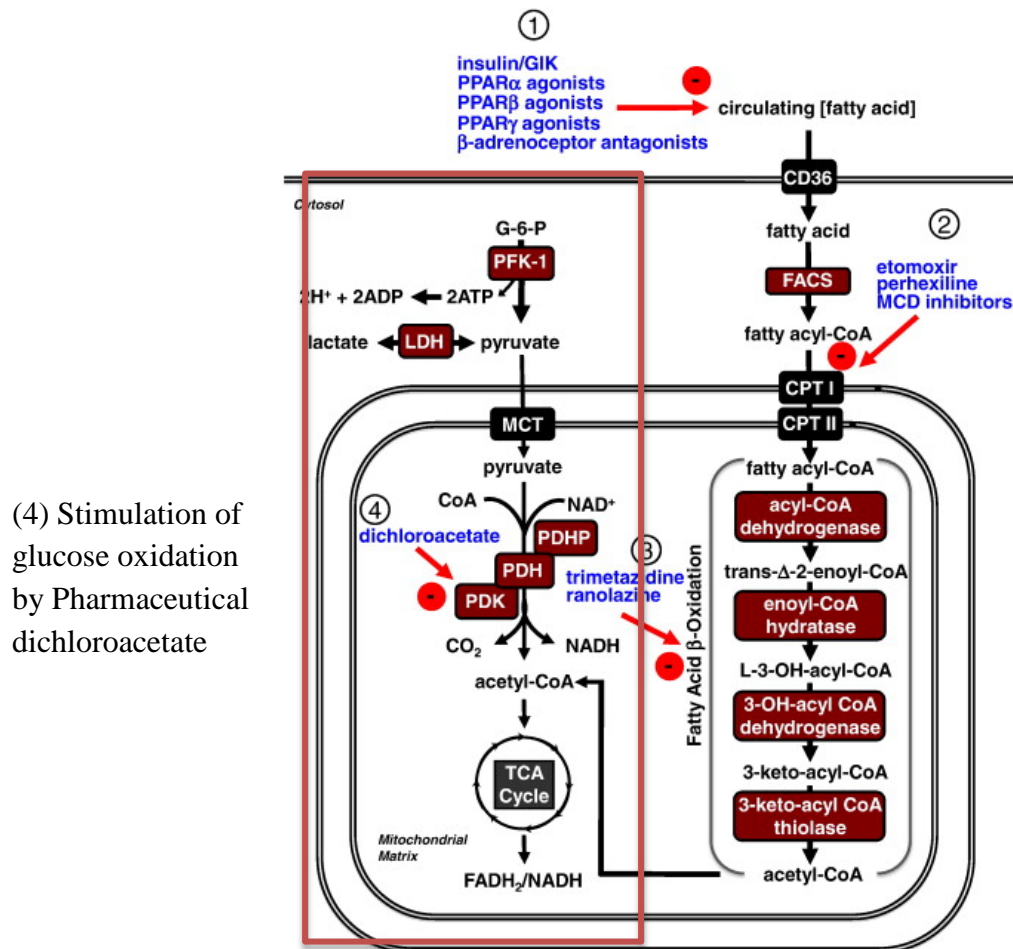 ①
insulin/GIK
PPARα agonists
PPARβ agonists
PPARγ agonists
β-adrenoceptor antagonists
-
circulating [fatty acid]
CD36
Cytosol
fatty acid
②
G-6-P
PFK-1
FACS
etomoxir
perhexiline
MCD inhibitors
2H⁺ + 2ADP
2ATP
fatty acyl-CoA
-
lactate
LDH
pyruvate
CPT I
MCT
CPT II
pyruvate
fatty acyl-CoA
CoA
NAD⁺
④
dichloroacetate
PDHP
PDH
PDK
-
③
trimetazidine
ranolazine
-
CO₂
NADH
acetyl-CoA
Fatty Acid β-Oxidation
acyl-CoA
dehydrogenase
trans-Δ-2-enoyl-CoA
enoyl-CoA
hydratase
L-3-OH-acyl-CoA
3-OH-acyl CoA
dehydrogenase
3-keto-acyl-CoA
3-keto-acyl CoA
thiolase
acetyl-CoA
TCA
Cycle
Mitochondrial
Matrix
FADH₂/NADH
(4) Stimulation of
glucose oxidation
by Pharmaceutical
dichloroacetate